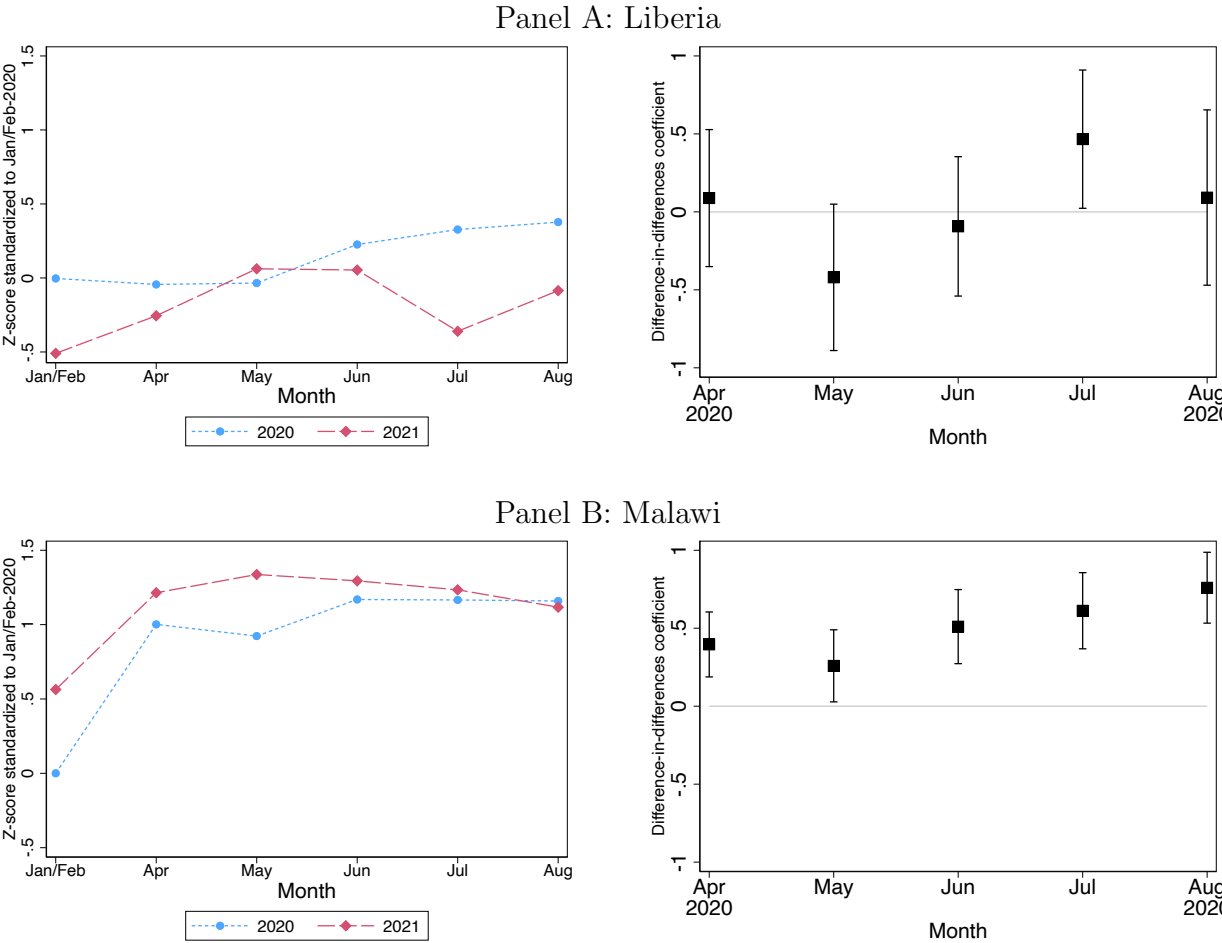 Panel A: Liberia
Z-score standardized to Jan/Feb-2020
1.5
1
.5
0
-.5
Jan/Feb Apr May Jun Jul Aug
Month
2020 2021
Difference-in-differences coefficient
1
.5
0
-.5
-1
Apr May Jun Jul Aug
2020 2020
Month
Panel B: Malawi
Z-score standardized to Jan/Feb-2020
1.5
1
.5
0
-.5
Jan/Feb Apr May Jun Jul Aug
Month
2020 2021
Difference-in-differences coefficient
1
.5
0
-.5
-1
Apr May Jun Jul Aug
2020 2020
Month